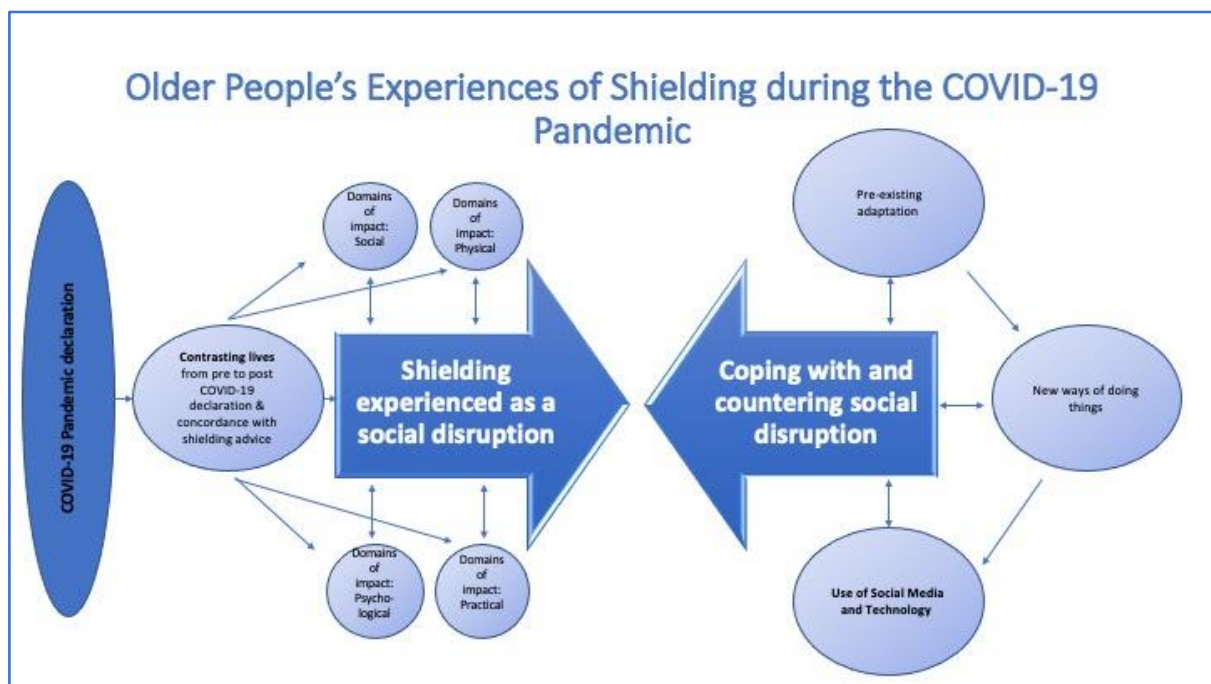 Older People’s Experiences of Shielding during the COVID-19
Pandemic
COVID-19 Pandemic declaration
Contrasting lives
from pre to post
COVID-19
declaration &
concordance with
shielding advice
Domains
of
impact:
Social
Domains
of
impact:
Physical
Shielding
experienced as a
social disruption
Domains
of
impact:
Psycho-
logical
Domains
of
impact:
Practical
Coping with and
countering social
disruption
Pre-existing
adaptation
New ways of doing
things
Use of Social Media
and Technology